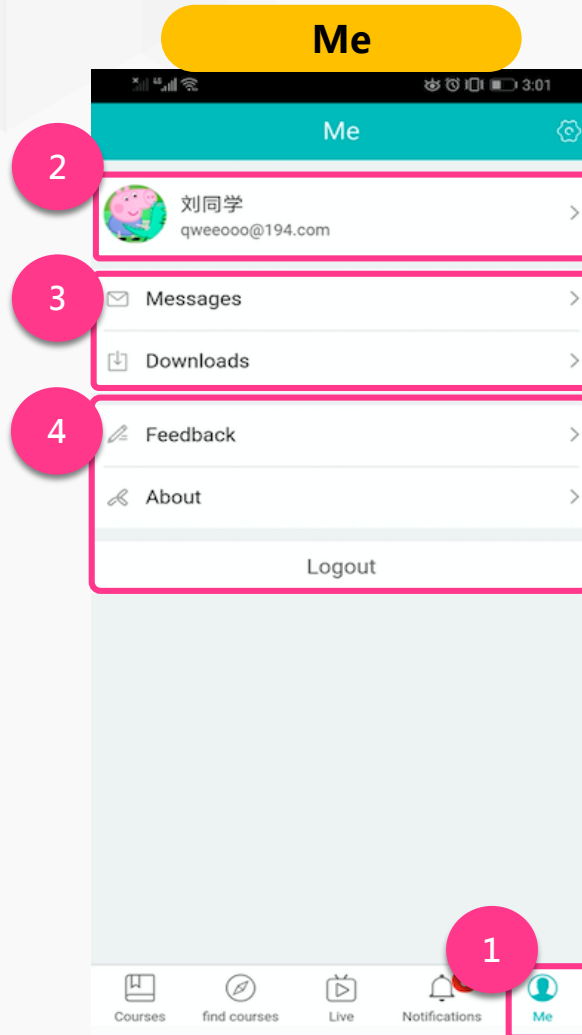 Me
3:01
Me
2
刘同学
qweeooo@194.com
3
Messages
Downloads
4
Feedback
About
Logout
1
Courses
find courses
Live
Notifications
Me